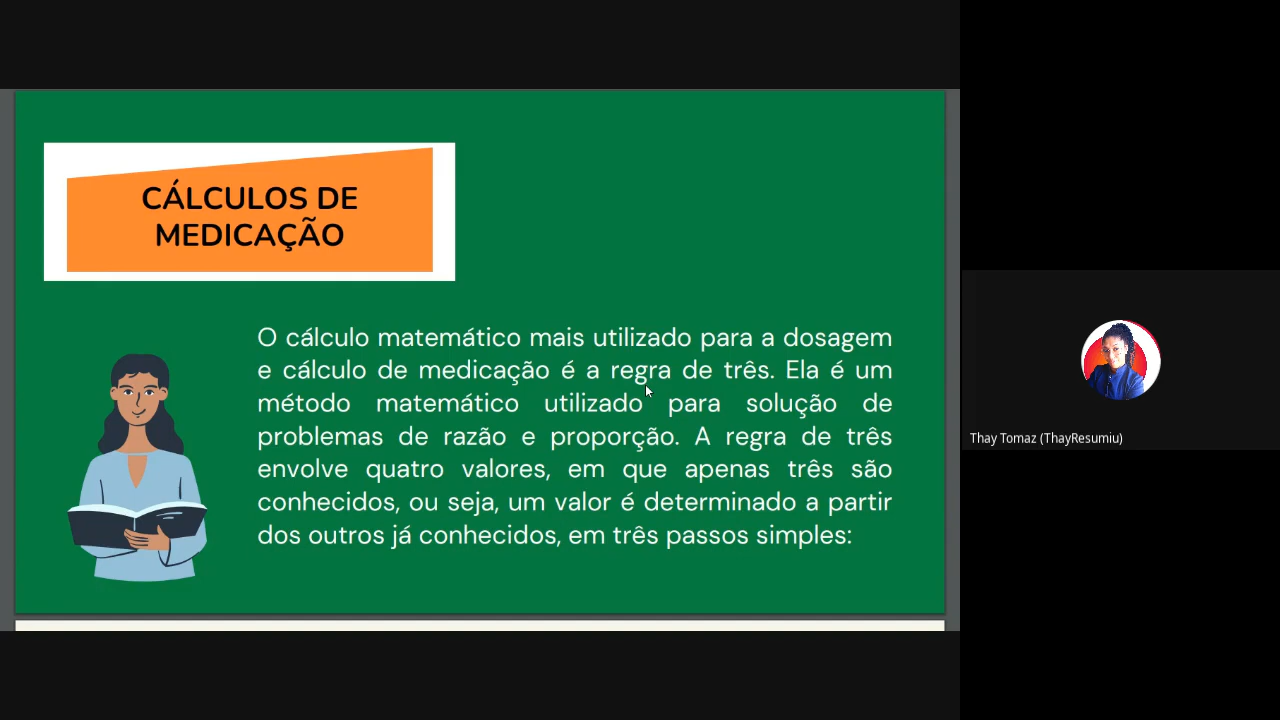 CÁLCULOS DE
MEDICAÇÃO
O cálculo matemático mais utilizado para a dosagem
e cálculo de medicação é a regra de três. Ela é um
método matemático utilizado para solução de
problemas de razão e proporção. A regra de três
envolve quatro valores, em que apenas três são
conhecidos, ou seja, um valor é determinado a partir
dos outros já conhecidos, em três passos simples:
Thay Tomaz (ThayResumiu)